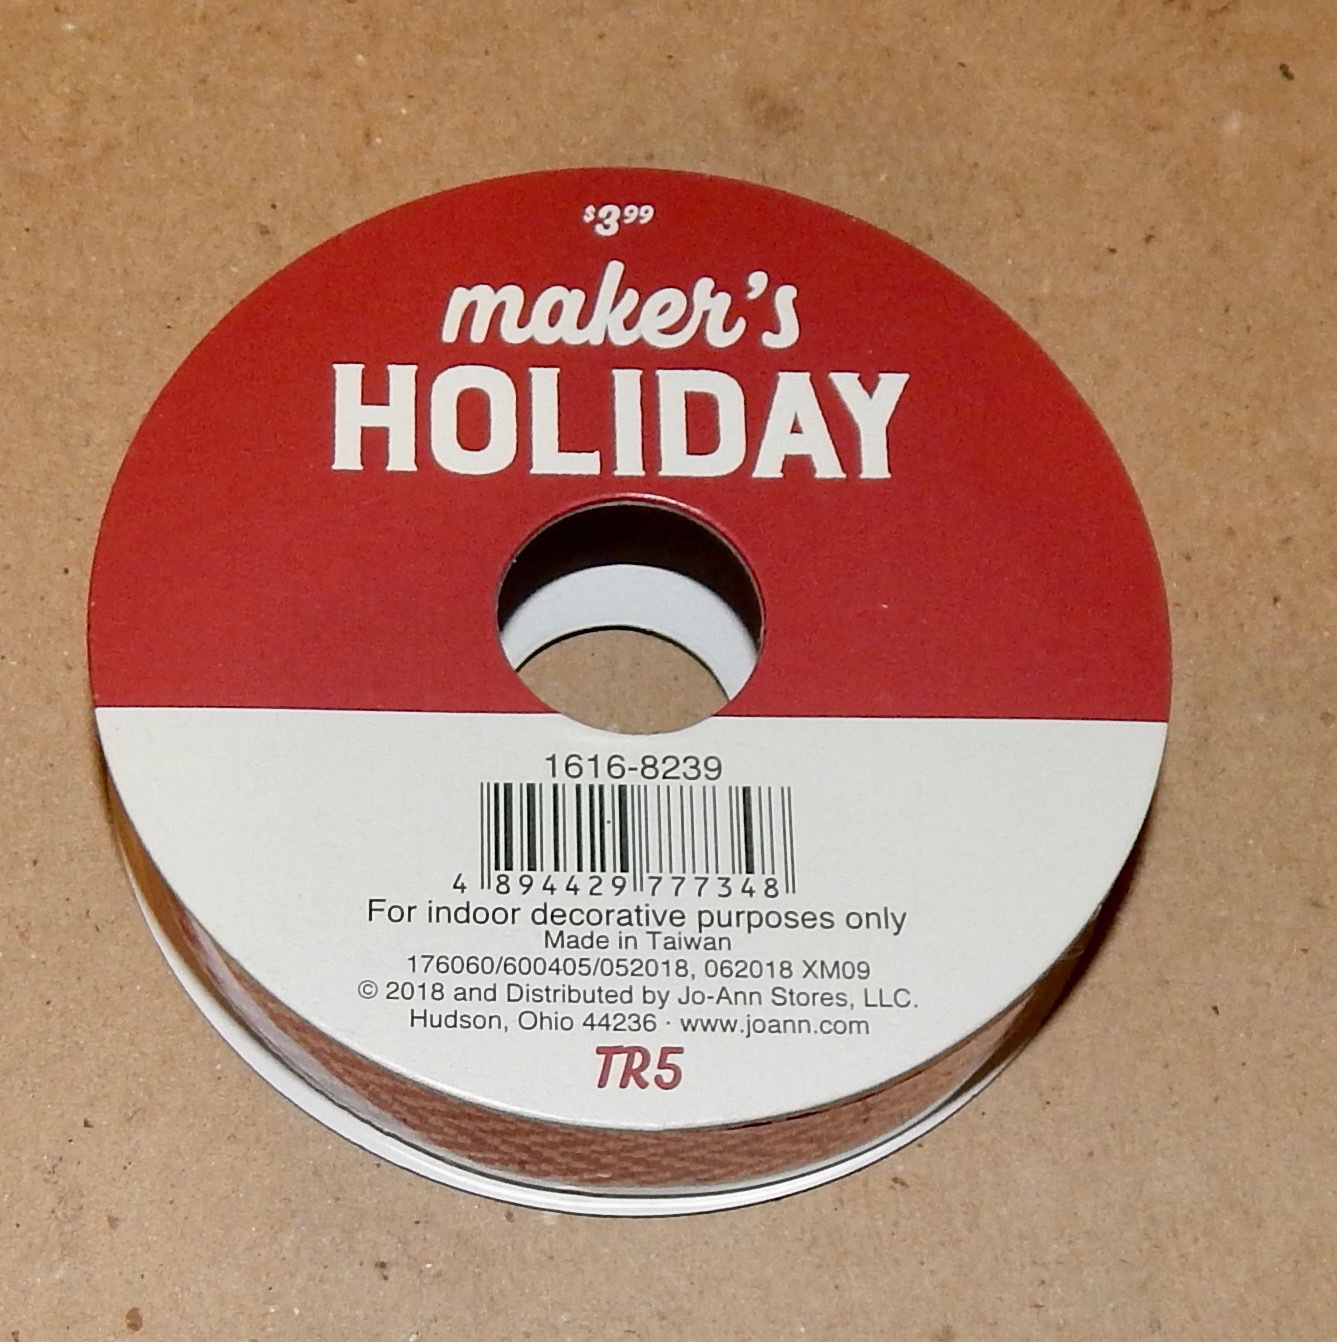 $3.99
maker's
HOLIDAY
1616-8239
4 894429 777348
For indoor decorative purposes only
Made in Taiwan
176060/600405/052018, 062018 XM09
© 2018 and Distributed by Jo-Ann Stores, LLC.
Hudson, Ohio 44236 · www.joann.com
TR5